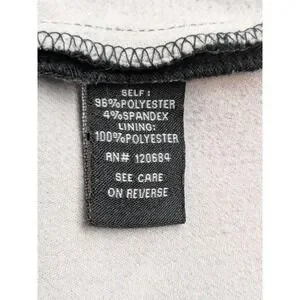 SELF:
96%POLYESTER
4%SPANDEX
LINING:
100%POLYESTER
RN# 120684
SEE CARE
ON REVERSE